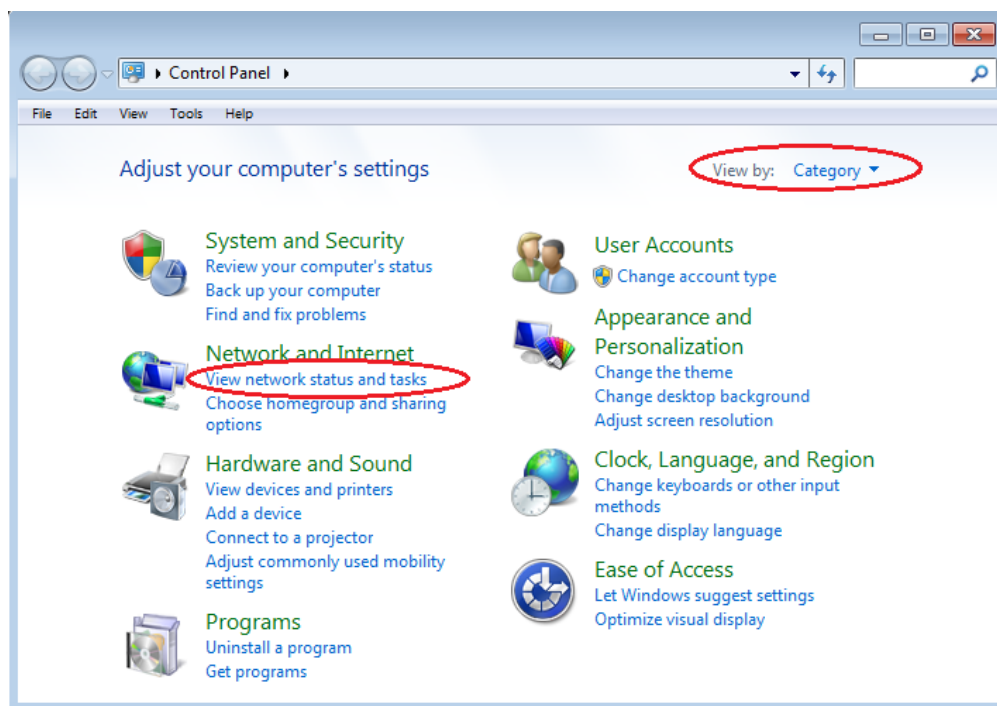 Control Panel
File Edit View Tools Help
Adjust your computer's settings
View by: Category
System and Security
Review your computer's status
Back up your computer
Find and fix problems
Network and Internet
View network status and tasks
Choose homegroup and sharing
options
Hardware and Sound
View devices and printers
Add a device
Connect to a projector
Adjust commonly used mobility
settings
Programs
Uninstall a program
Get programs
User Accounts
Change account type
Appearance and
Personalization
Change the theme
Change desktop background
Adjust screen resolution
Clock, Language, and Region
Change keyboards or other input
methods
Change display language
Ease of Access
Let Windows suggest settings
Optimize visual display